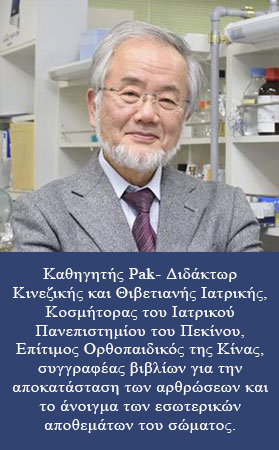 Καθηγητής Pak- Διδάκτωρ
Κινεζικής και Θιβετιανής Ιατρικής,
Κοσμήτορας του Ιατρικού
Πανεπιστημίου του Πεκίνου,
Επίτιμος Ορθοπαιδικός της Κίνας,
συγγραφέας βιβλίων για την
αποκατάσταση των αρθρώσεων και
το άνοιγμα των εσωτερικών
αποθεμάτων του σώματος.